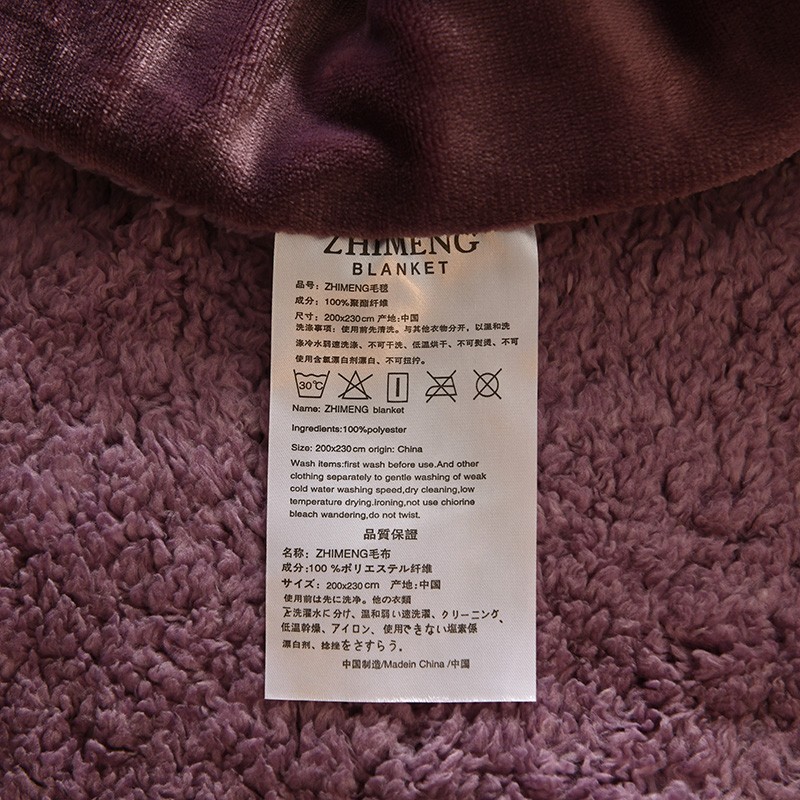 ZHIMENG
BLANKET
品号：ZHIMENG毛毯
成分：100%聚酯纤维
尺寸：200x230cm 产地:中国
洗涤事项：使用前先清洗。与其他衣物分开，以温和洗
涤冷水弱速洗涤、不可干洗、低温烘干、不可熨烫、不可
使用含氯漂白剂漂白、不可扭拧。
30℃
Name: ZHIMENG blanket
Ingredients:100%polyester
Size: 200x230cm origin: China
Wash items:first wash before use.And other
clothing separately to gentle washing of weak
cold water washing speed,dry cleaning,low
temperature drying.ironing,not use chiorine
bleach wandering,do not twist.
品質保證
名称：ZHIMENG毛布
成分:100 %ポリエステル纤维
サイズ：200x230cm 产地:中国
使用前は先に洗净。他の衣類
と洗濯水に分け、温和弱い速洗濯、クリーニング、
低温幹燥、アイロン、使用できない塩素係
漂白剤、捻挫をさすらう。
中国制造/Madein China /中国